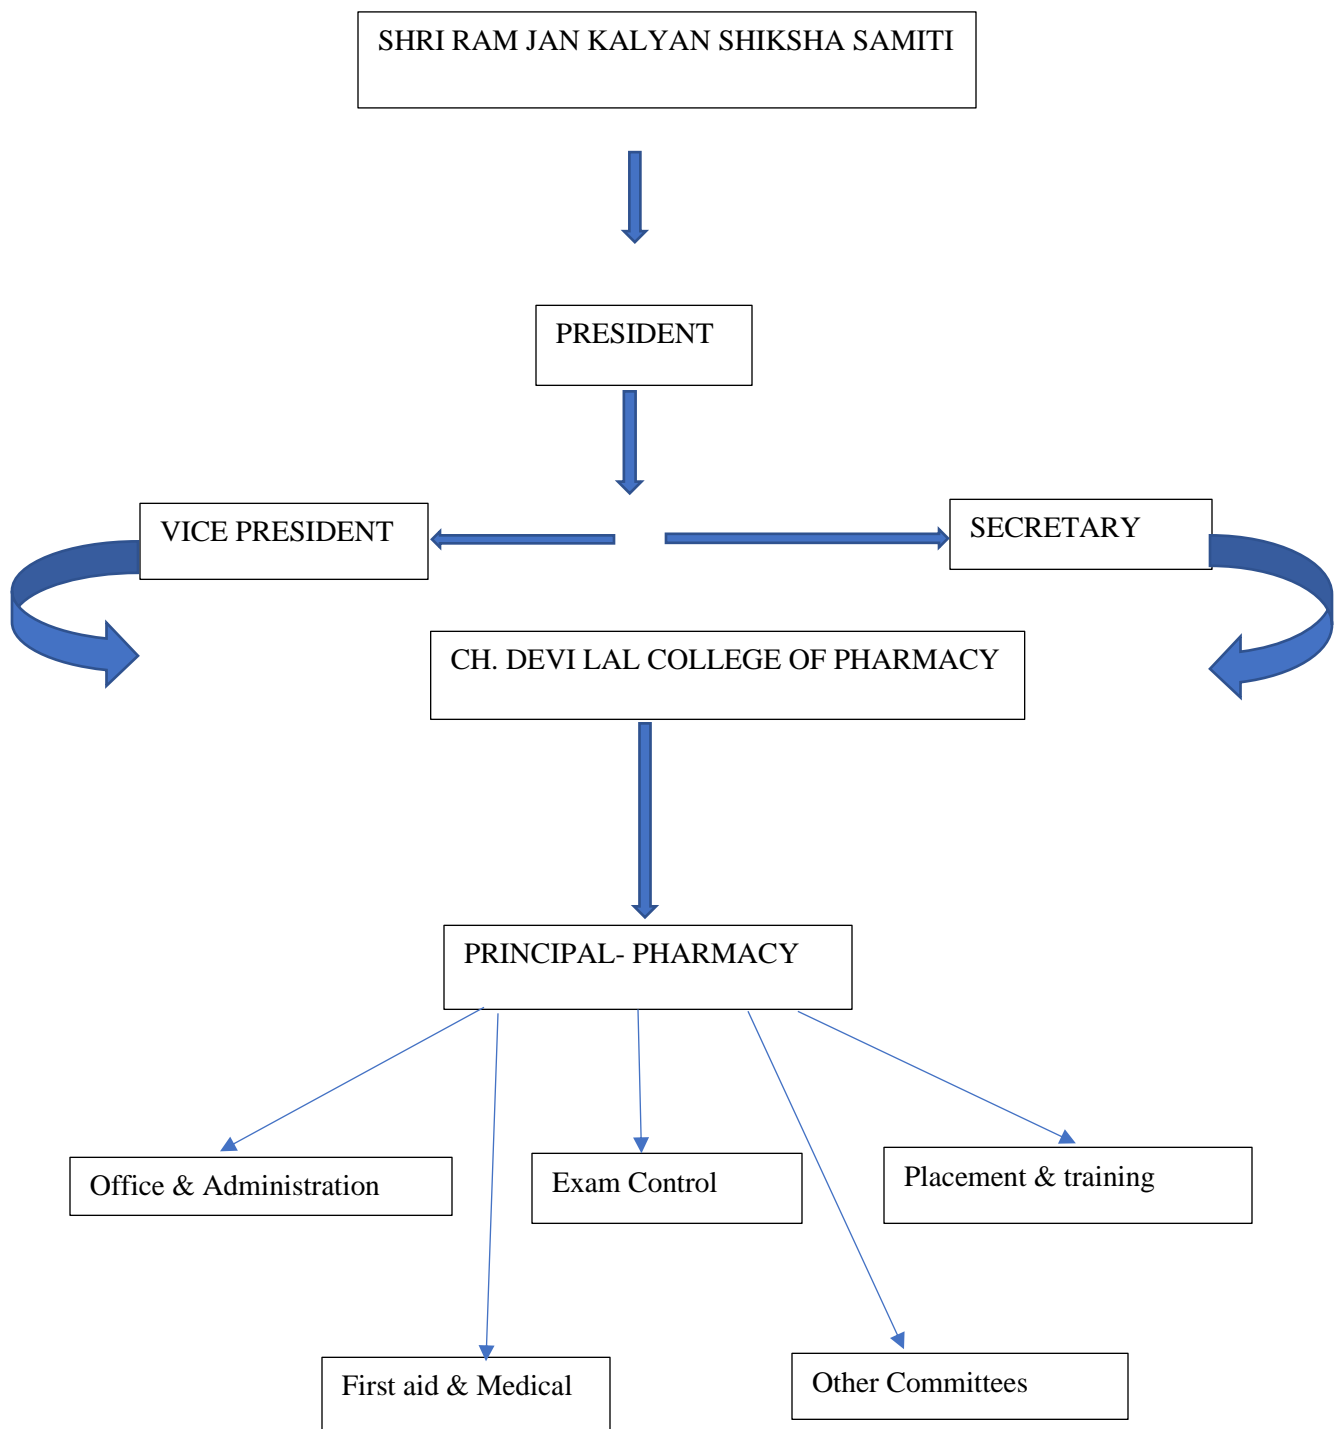 SHRI RAM JAN KALYAN SHIKSHA SAMITI
PRESIDENT
VICE PRESIDENT
SECRETARY
CH. DEVI LAL COLLEGE OF PHARMACY
PRINCIPAL- PHARMACY
Office & Administration
Exam Control
Placement & training
First aid & Medical
Other Committees